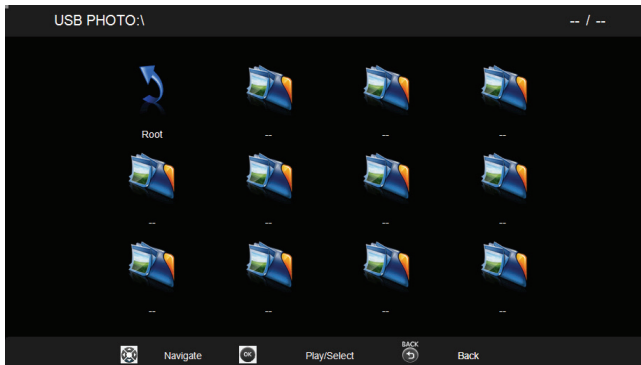 USB PHOTO:\ -- / --
Root -- -- --
-- -- -- --
-- -- -- --
Navigate OK Play/Select BACK Back